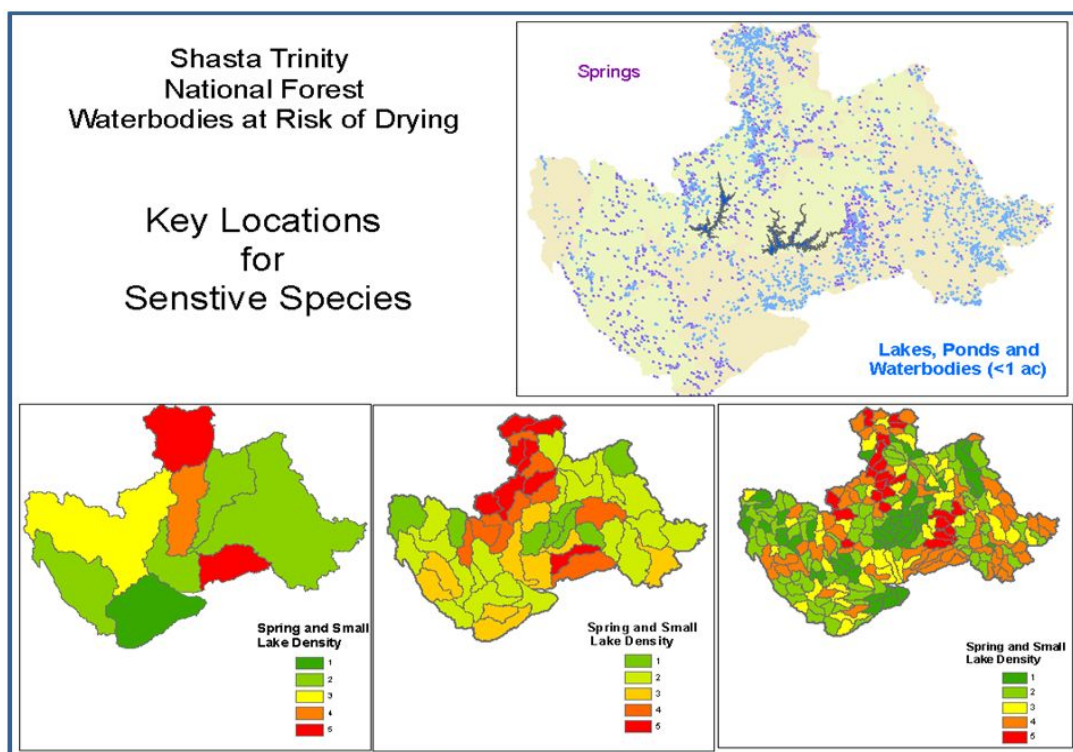 Shasta Trinity
National Forest
Waterbodies at Risk of Drying
Key Locations
for
Senstive Species
Springs
Lakes, Ponds and
Waterbodies (<1 ac)
Spring and Small
Lake Density
1
2
3
4
5
Spring and Small
Lake Density
1
2
3
4
5
Spring and Small
Lake Density
1
2
3
4
5